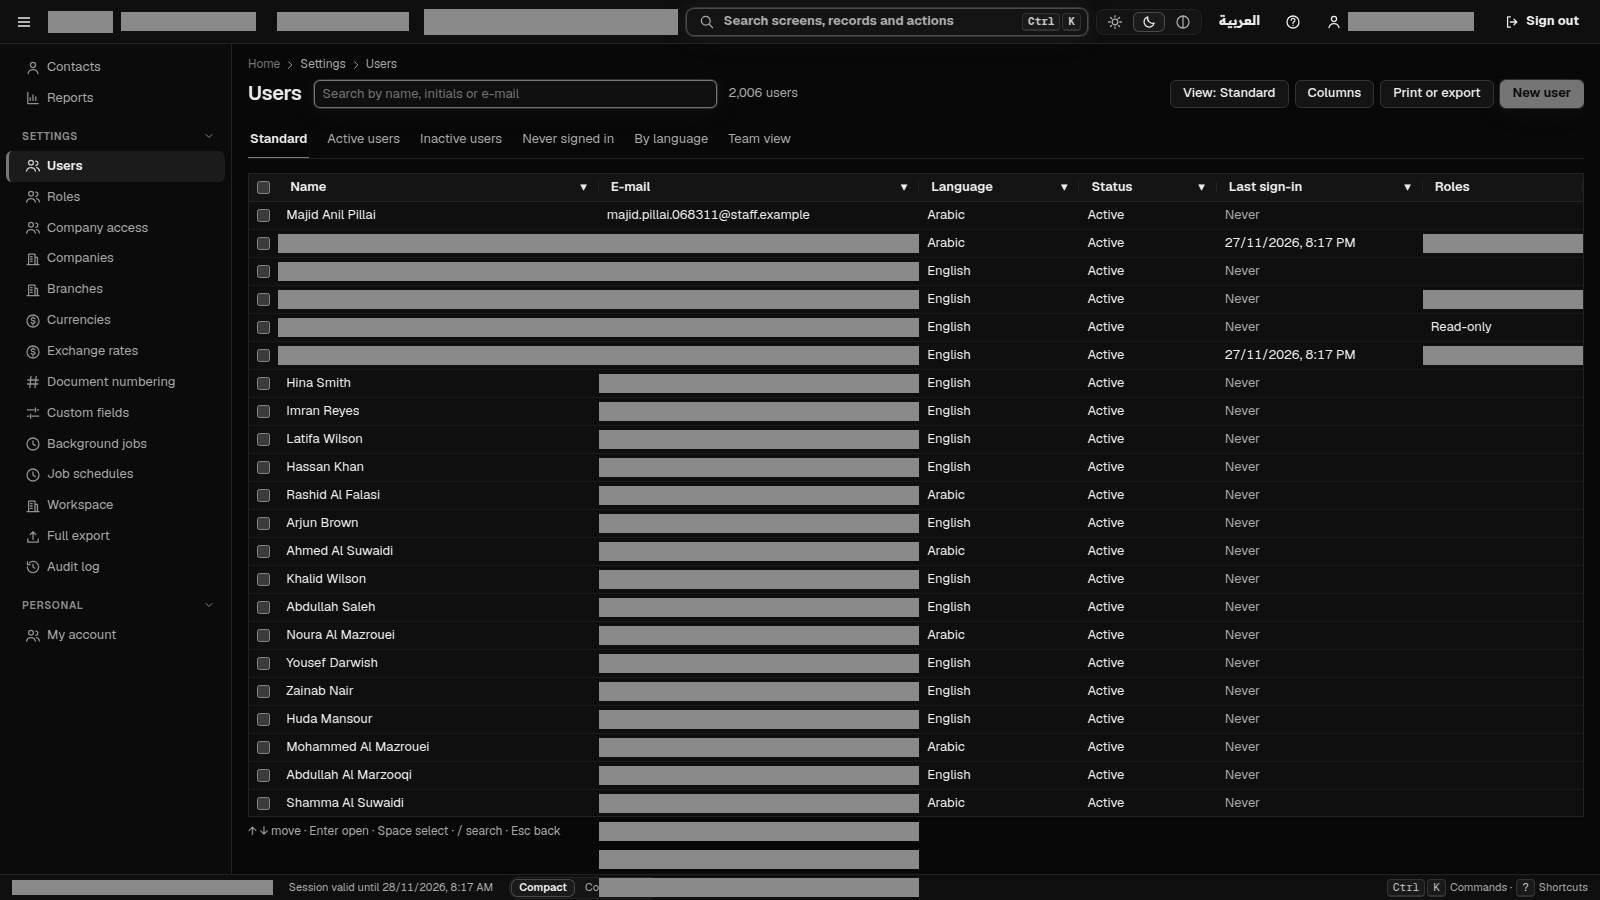 Search screens, records and actions Ctrl K العربية Sign out
Contacts
Reports
SETTINGS
Users
Roles
Company access
Companies
Branches
Currencies
Exchange rates
Document numbering
Custom fields
Background jobs
Job schedules
Workspace
Full export
Audit log
PERSONAL
My account
Home > Settings > Users
Users Search by name, initials or e-mail 2,006 users View: Standard Columns Print or export New user
Standard Active users Inactive users Never signed in By language Team view
Name ▼ E-mail ▼ Language ▼ Status ▼ Last sign-in ▼ Roles
Majid Anil Pillai majid.pillai.068311@staff.example Arabic Active Never
Arabic Active 27/11/2026, 8:17 PM
English Active Never
English Active Never
English Active Never Read-only
English Active 27/11/2026, 8:17 PM
Hina Smith English Active Never
Imran Reyes English Active Never
Latifa Wilson English Active Never
Hassan Khan English Active Never
Rashid Al Falasi Arabic Active Never
Arjun Brown English Active Never
Ahmed Al Suwaidi Arabic Active Never
Khalid Wilson English Active Never
Abdullah Saleh English Active Never
Noura Al Mazrouei Arabic Active Never
Yousef Darwish English Active Never
Zainab Nair English Active Never
Huda Mansour English Active Never
Mohammed Al Mazrouei Arabic Active Never
Abdullah Al Marzooqi English Active Never
Shamma Al Suwaidi Arabic Active Never
↑↓ move · Enter open · Space select · / search · Esc back
Session valid until 28/11/2026, 8:17 AM Compact Ctrl K Commands · ? Shortcuts